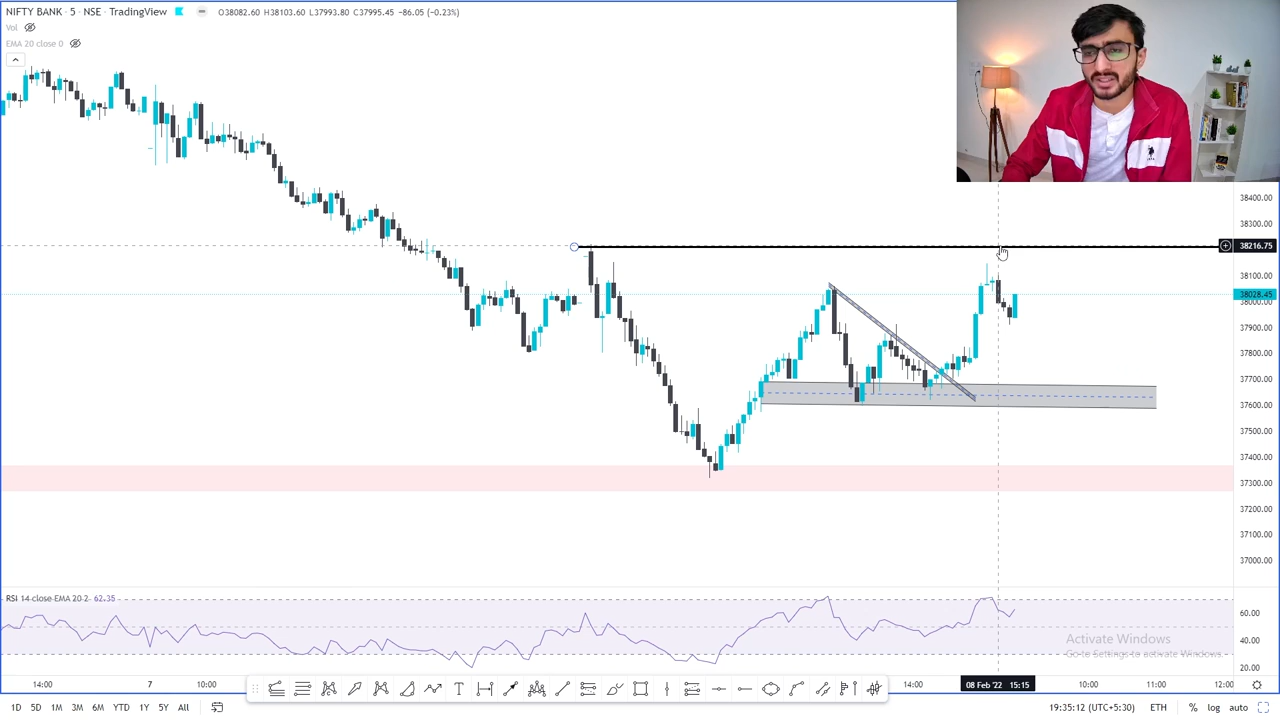 NIFTY BANK · 5 · NSE · TradingView O38082.60 H38103.60 L37993.80 C37995.45 −86.05 (−0.23%)
Vol
EMA 20 close 0
38400.00
38300.00
38216.75
38100.00
38028.45
38000.00
37900.00
37800.00
37700.00
37600.00
37500.00
37400.00
37300.00
37200.00
37100.00
37000.00
RSI 14 close EMA 20 2 62.35
60.00
40.00
20.00
Activate Windows
Go to Settings to activate Windows.
14:00 7 10:00 14:00 08 Feb '22 15:15 10:00 11:00 12:00
1D 5D 1M 3M 6M YTD 1Y 5Y All 19:35:12 (UTC+5:30) ETH % log auto